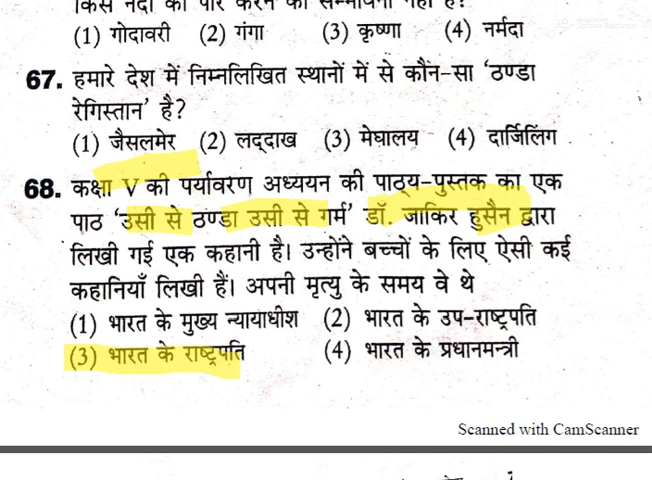 किस नदी को पार करने की सम्भावना नहीं है?
(1) गोदावरी (2) गंगा (3) कृष्णा (4) नर्मदा
67. हमारे देश में निम्नलिखित स्थानों में से कौन-सा ‘ठण्डा
रेगिस्तान’ है?
(1) जैसलमेर (2) लद्दाख (3) मेघालय (4) दार्जिलिंग
68. कक्षा V की पर्यावरण अध्ययन की पाठ्य-पुस्तक का एक
पाठ ‘उसी से ठण्डा उसी से गर्म’ डॉ. जाकिर हुसैन द्वारा
लिखी गई एक कहानी है। उन्होंने बच्चों के लिए ऐसी कई
कहानियाँ लिखी हैं। अपनी मृत्यु के समय वे थे
(1) भारत के मुख्य न्यायाधीश (2) भारत के उप-राष्ट्रपति
(3) भारत के राष्ट्रपति (4) भारत के प्रधानमन्त्री
Scanned with CamScanner